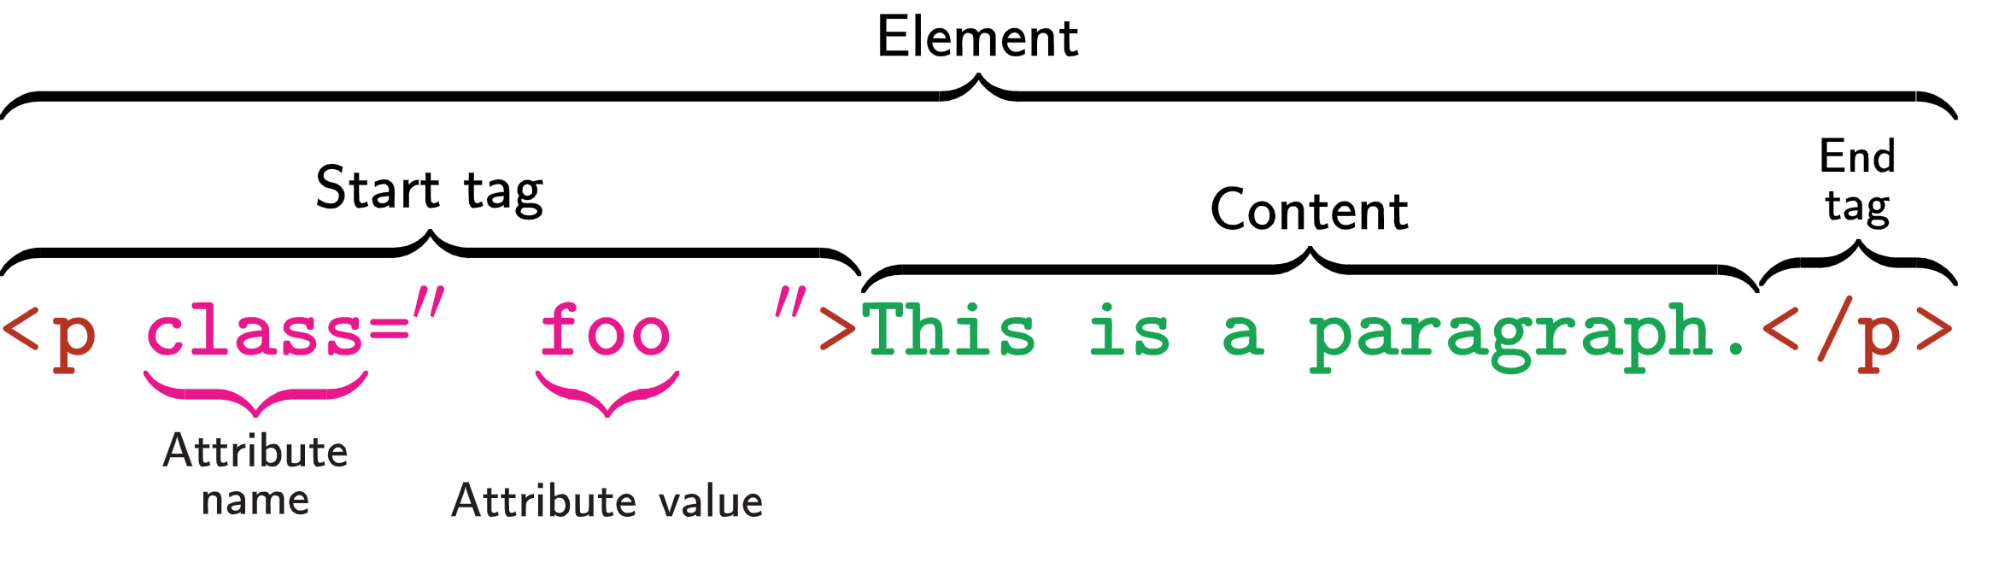 Element
Start tag
Content
End
tag
<p class=" foo ">This is a paragraph.</p>
Attribute
name
Attribute value